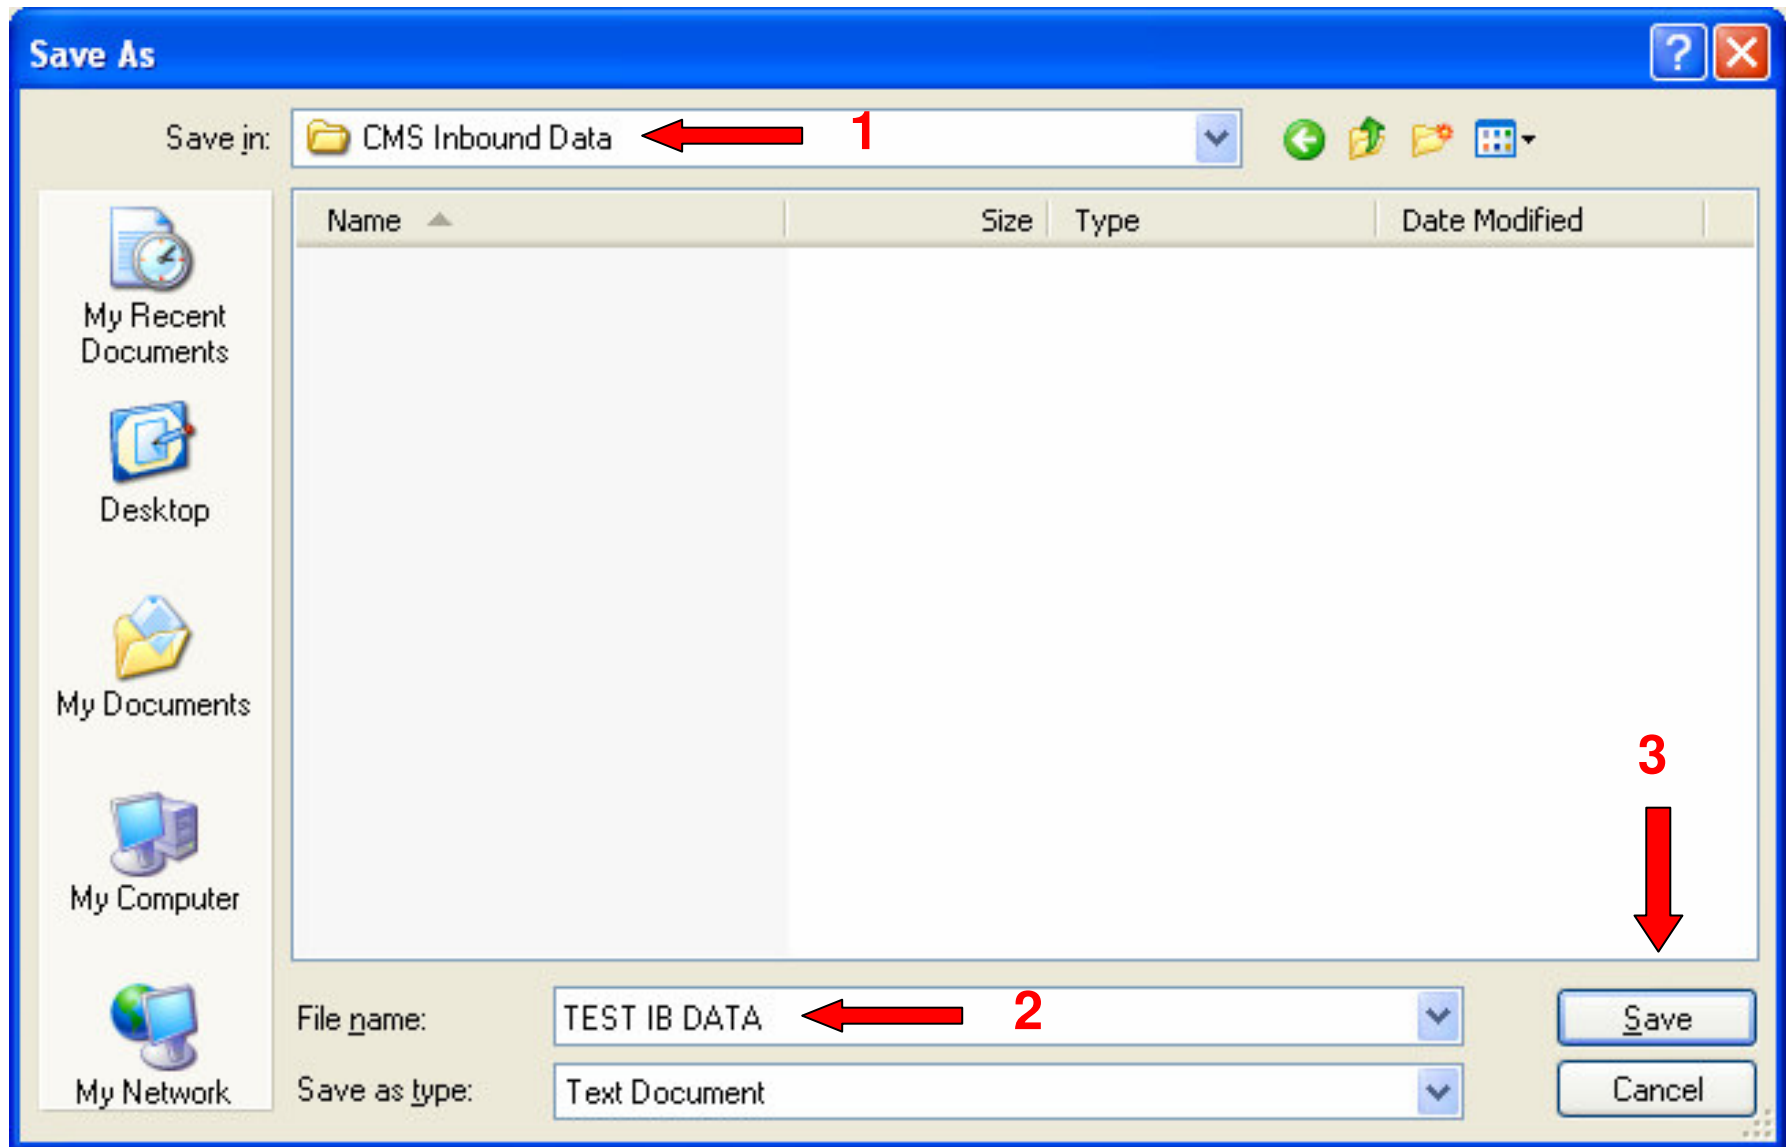 Save As
?
Save in:
CMS Inbound Data
1
Name
Size
Type
Date Modified
My Recent
Documents
Desktop
My Documents
My Computer
My Network
3
File name:
TEST IB DATA
2
Save
Save as type:
Text Document
Cancel